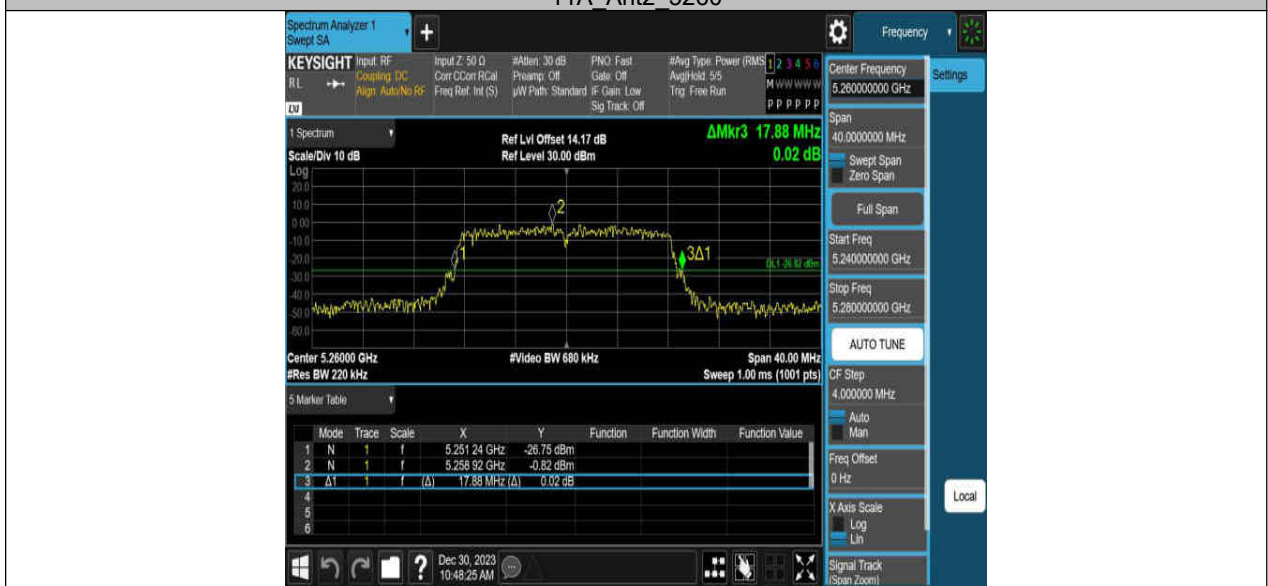 11A_Ant2_5260
Spectrum Analyzer 1
Swept SA
+
Frequency
KEYSIGHT Input: RF Input Z: 50 Ω #Atten: 30 dB PNO: Fast #Avg Type: Power (RMS 1 2 3 4 5 6
RL Coupling: DC Corr CCorr RCal Preamp: Off Gate: Off Avg|Hold: 5/5 M W W W W W
Align: Auto/No RF Freq Ref: Int (S) µW Path: Standard IF Gain: Low Trig: Free Run
Sig Track: Off P P P P P P
LXI
1 Spectrum
Ref Lvl Offset 14.17 dB ΔMkr3 17.88 MHz
Scale/Div 10 dB Ref Level 30.00 dBm 0.02 dB
Log
20.0
10.0
0.00
-10.0
-20.0
-30.0
-40.0
-50.0
-60.0
2
1
3Δ1
DL1 -26.82 dBm
Center 5.26000 GHz #Video BW 680 kHz Span 40.00 MHz
#Res BW 220 kHz Sweep 1.00 ms (1001 pts)
5 Marker Table
Mode Trace Scale X Y Function Function Width Function Value
1 N 1 f 5.251 24 GHz -26.75 dBm
2 N 1 f 5.258 92 GHz -0.82 dBm
3 Δ1 1 f (Δ) 17.88 MHz (Δ) 0.02 dB
4
5
6
Dec 30, 2023
10:48:25 AM
?
Center Frequency
5.260000000 GHz
Settings
Span
40.0000000 MHz
Swept Span
Zero Span
Full Span
Start Freq
5.240000000 GHz
Stop Freq
5.280000000 GHz
AUTO TUNE
CF Step
4.000000 MHz
Auto
Man
Freq Offset
0 Hz
Local
X Axis Scale
Log
Lin
Signal Track
(Span Zoom)